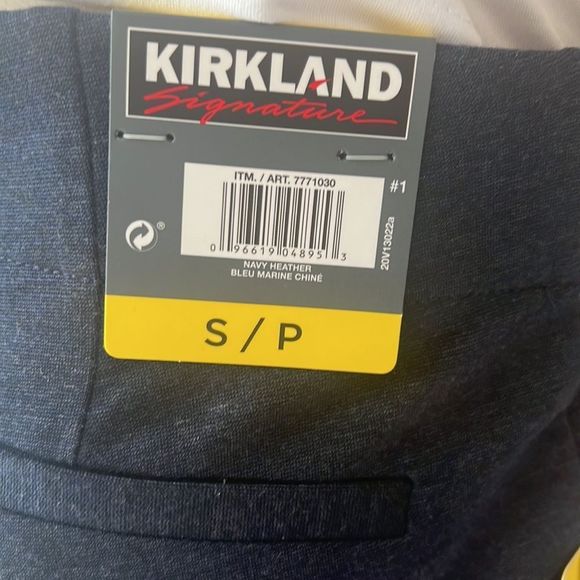 KIRKLAND
Signature
ITM. / ART. 7771030
#1
0 96619 04895 3
20V13022a
NAVY HEATHER
BLEU MARINE CHINÉ
®
S / P